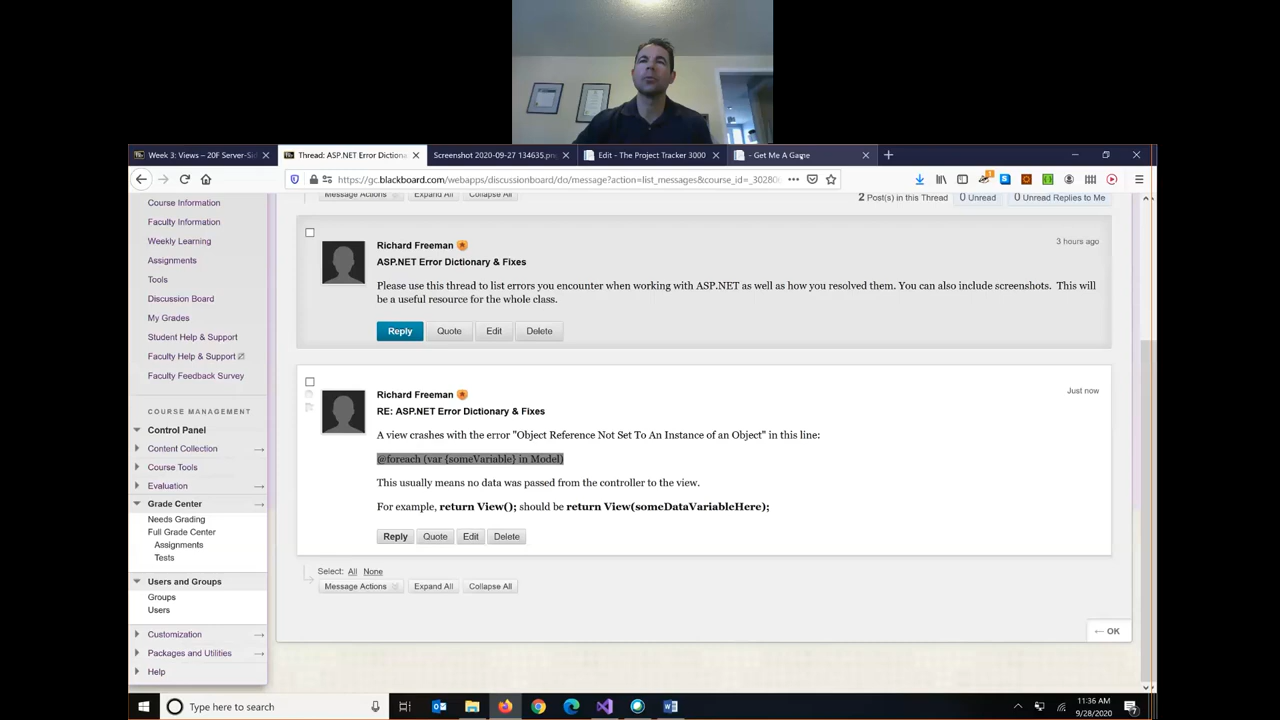 Week 3: Views – 20F Server-Sid
Thread: ASP.NET Error Dictiona
Screenshot 2020-09-27 134635.pn
Edit - The Project Tracker 3000
- Get Me A Game
https://gc.blackboard.com/webapps/discussionboard/do/message?action=list_messages&course_id=_30280
Message Actions
Expand All
Collapse All
2 Post(s) in this Thread
0 Unread
0 Unread Replies to Me
Course Information
Faculty Information
Weekly Learning
Assignments
Tools
Discussion Board
My Grades
Student Help & Support
Faculty Help & Support
Faculty Feedback Survey
COURSE MANAGEMENT
Control Panel
Content Collection
Course Tools
Evaluation
Grade Center
Needs Grading
Full Grade Center
Assignments
Tests
Users and Groups
Groups
Users
Customization
Packages and Utilities
Help
Richard Freeman
3 hours ago
ASP.NET Error Dictionary & Fixes
Please use this thread to list errors you encounter when working with ASP.NET as well as how you resolved them. You can also include screenshots. This will
be a useful resource for the whole class.
Reply
Quote
Edit
Delete
Richard Freeman
Just now
RE: ASP.NET Error Dictionary & Fixes
A view crashes with the error "Object Reference Not Set To An Instance of an Object" in this line:
@foreach (var {someVariable} in Model)
This usually means no data was passed from the controller to the view.
For example, return View(); should be return View(someDataVariableHere);
Reply
Quote
Edit
Delete
Select: All None
Message Actions
Expand All
Collapse All
OK
Type here to search
11:36 AM
9/28/2020